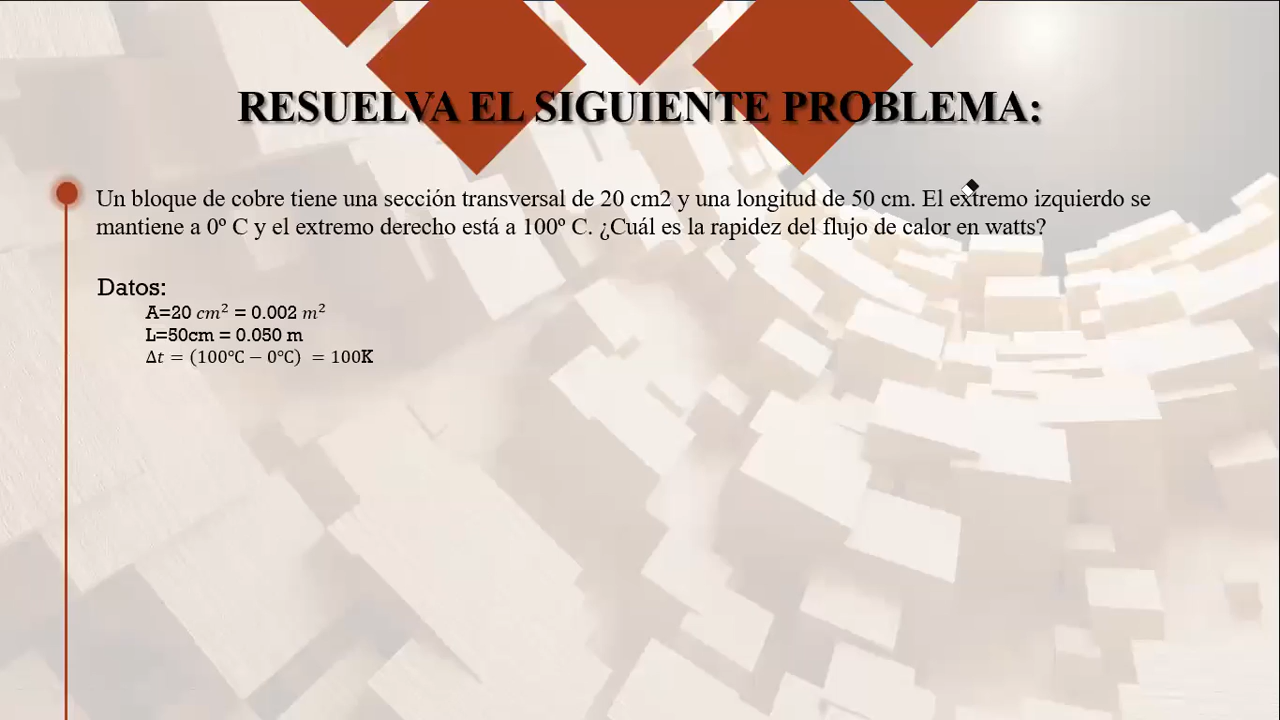 RESUELVA EL SIGUIENTE PROBLEMA:
Un bloque de cobre tiene una sección transversal de 20 cm2 y una longitud de 50 cm. El extremo izquierdo se
mantiene a 0º C y el extremo derecho está a 100º C. ¿Cuál es la rapidez del flujo de calor en watts?
Datos:
A=20 𝑐𝑚² = 0.002 𝑚²
L=50cm = 0.050 m
Δ𝑡 = (100℃ − 0℃) = 100K